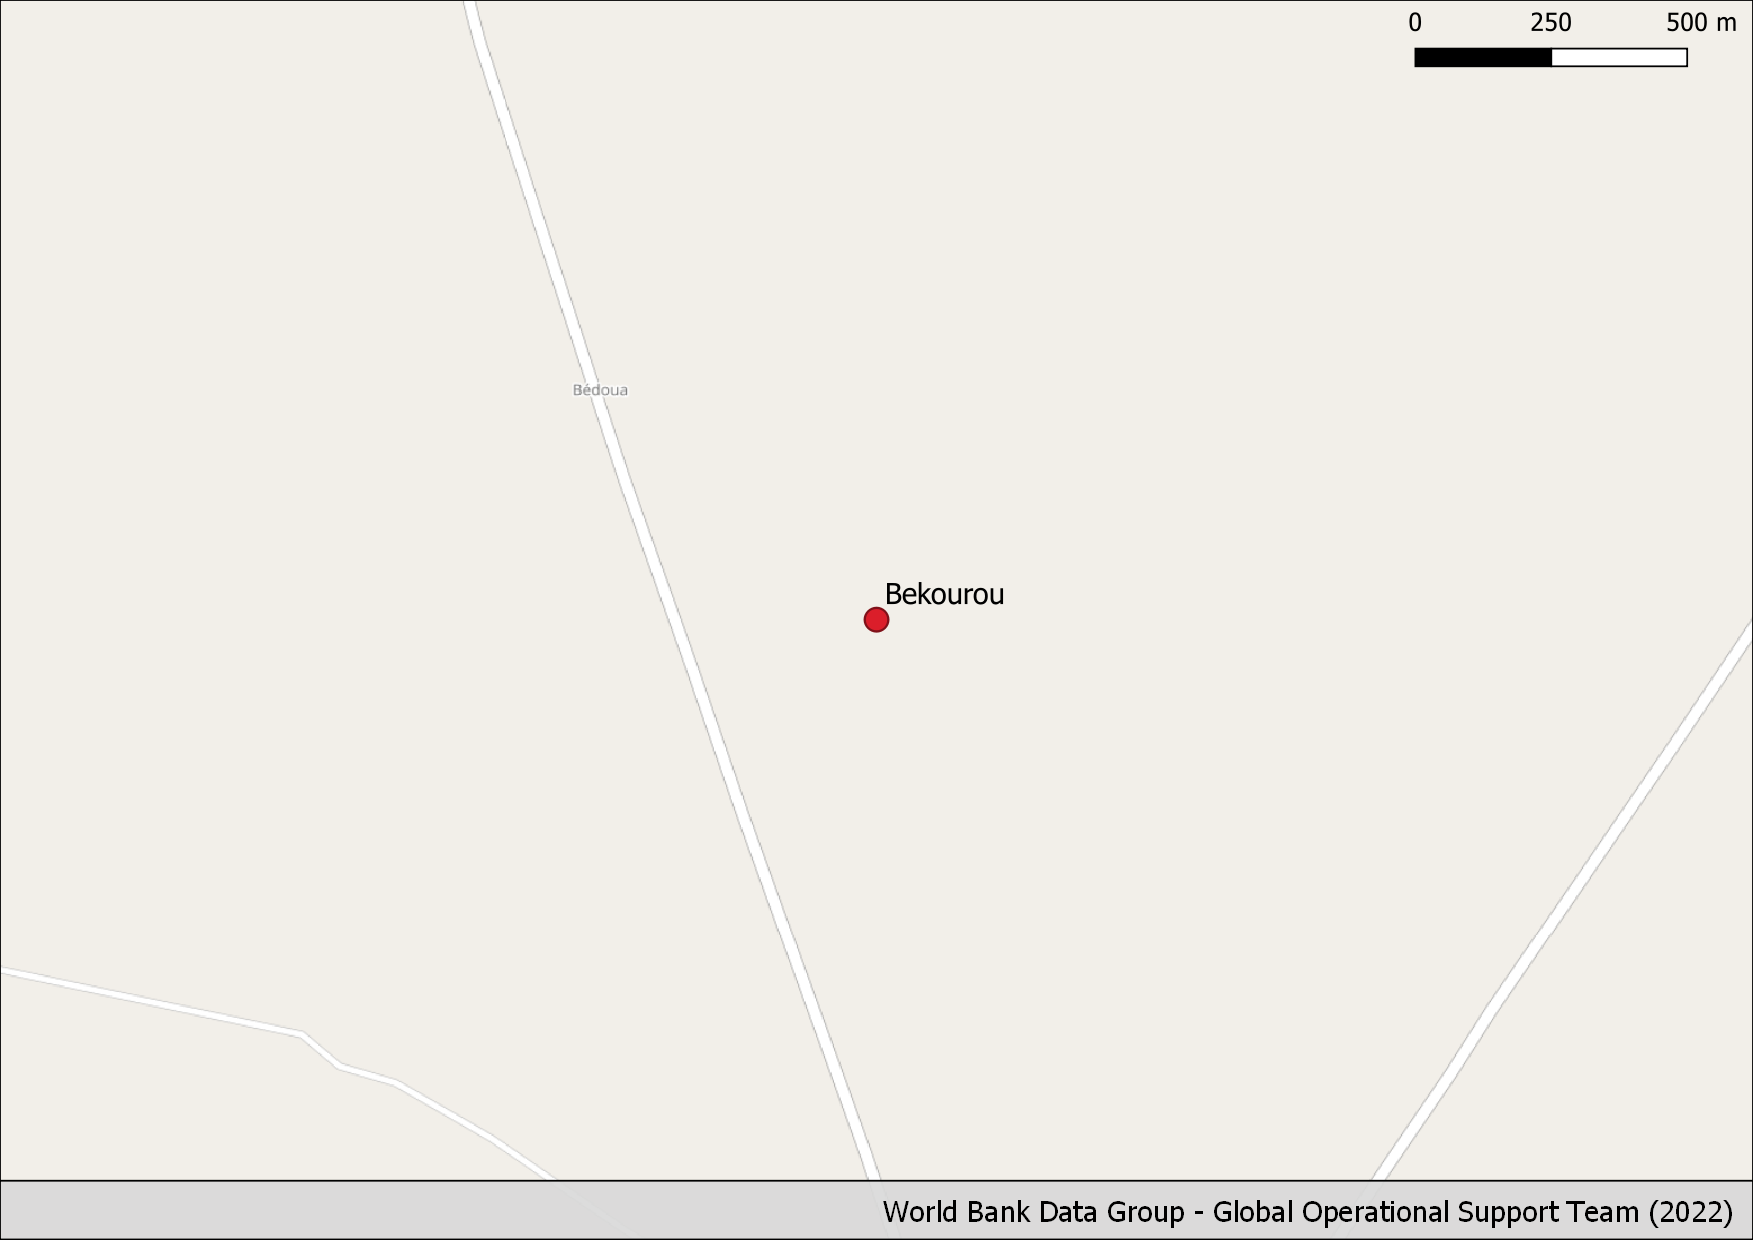 0 250 500 m
Bédoua
Bekourou
World Bank Data Group - Global Operational Support Team (2022)